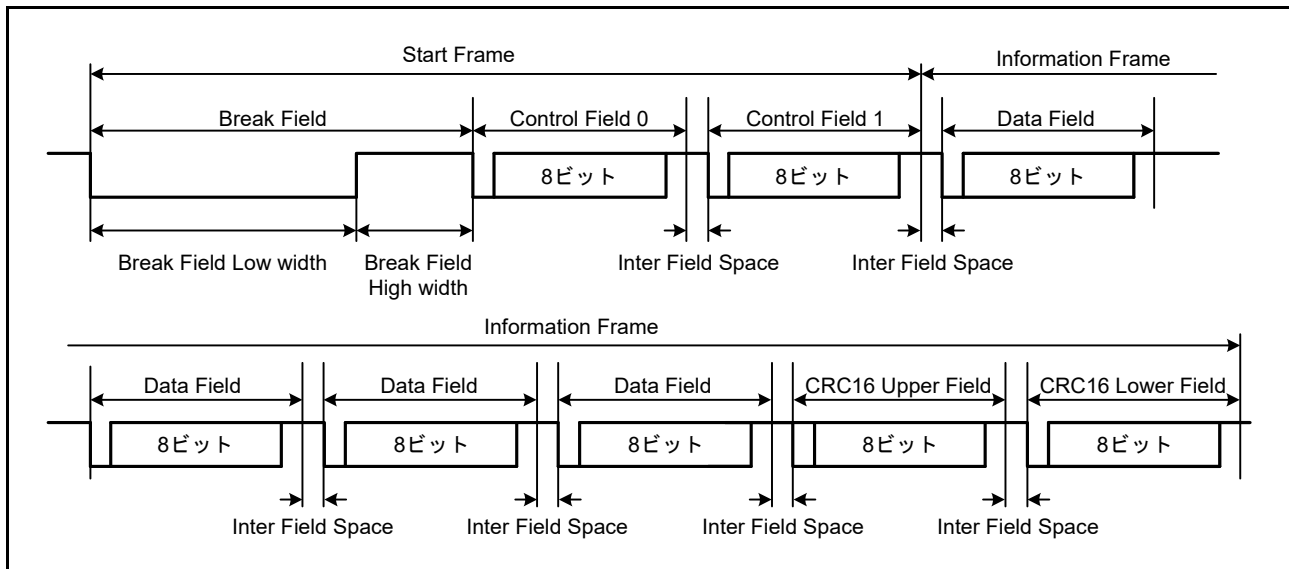 Start Frame
Information Frame
Break Field
Control Field 0
Control Field 1
Data Field
8ビット
8ビット
8ビット
Break Field Low width
Break Field
High width
Inter Field Space
Inter Field Space
Information Frame
Data Field
Data Field
Data Field
CRC16 Upper Field
CRC16 Lower Field
8ビット
8ビット
8ビット
8ビット
8ビット
Inter Field Space
Inter Field Space
Inter Field Space
Inter Field Space